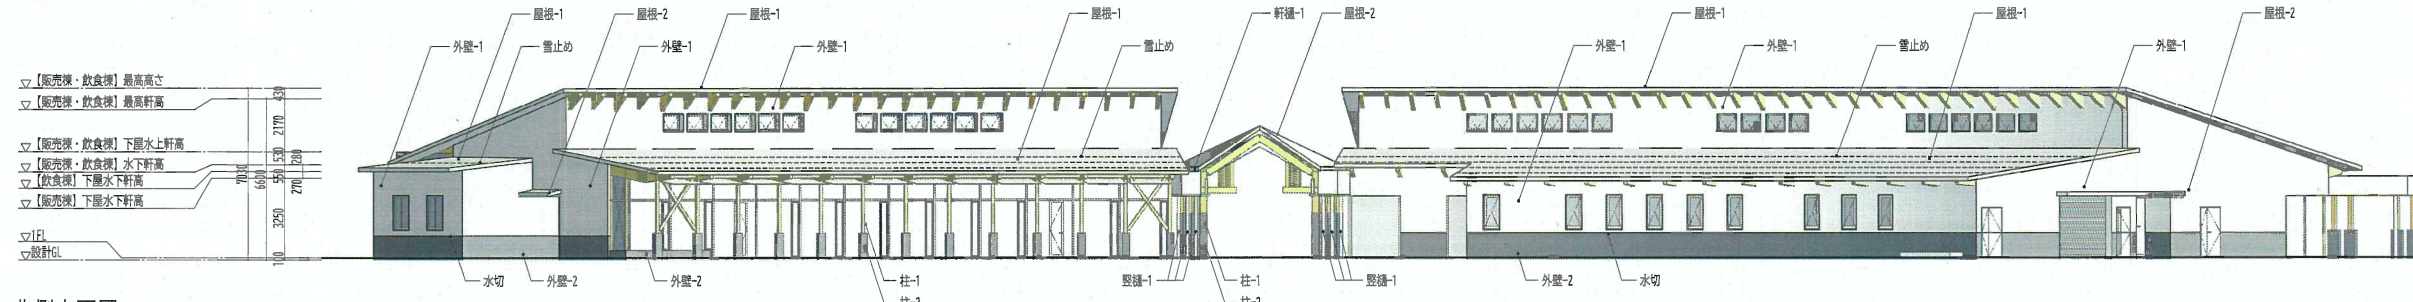 屋根-1
屋根-2
屋根-1
屋根-1
軒樋-1
屋根-2
屋根-1
屋根-1
屋根-2
外壁-1
雪止め
外壁-1
外壁-1
雪止め
外壁-1
外壁-1
雪止め
外壁-1
▽【販売棟・飲食棟】最高高さ
▽【販売棟・飲食棟】最高軒高
▽【販売棟・飲食棟】下屋水上軒高
▽【販売棟・飲食棟】水下軒高
▽【飲食棟】下屋水下軒高
▽【販売棟】下屋水下軒高
▽1FL
▽設計GL
7030
6600
430
2170
530
280
550
270
3250
水切
外壁-2
外壁-2
柱-1
竪樋-1
柱-1
竪樋-1
外壁-2
水切
柱-2
柱-2